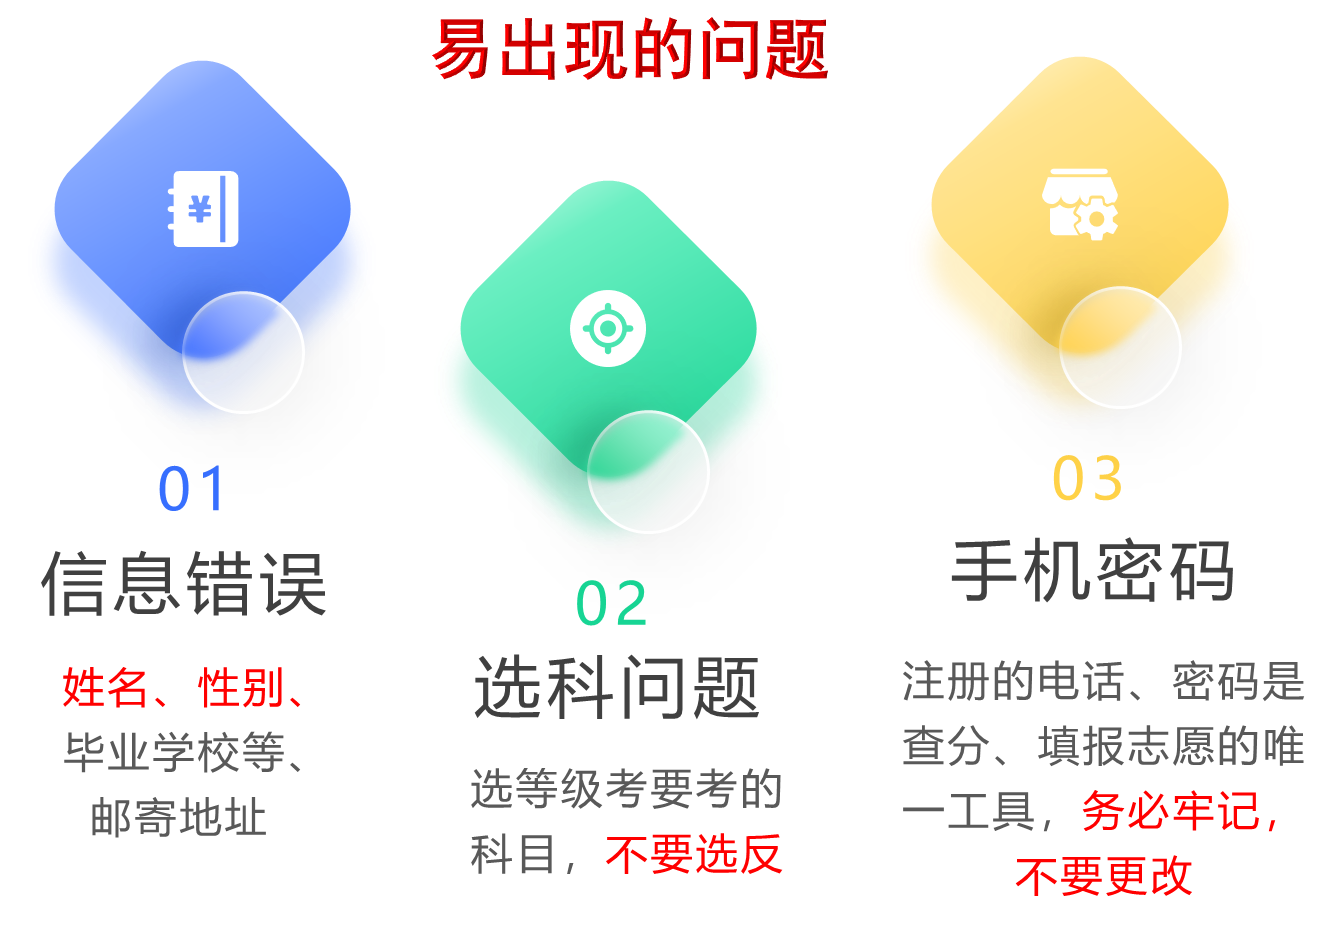 易出现的问题
¥
01
信息错误
姓名、性别、
毕业学校等、
邮寄地址
02
选科问题
选等级考要考的
科目，不要选反
03
手机密码
注册的电话、密码是
查分、填报志愿的唯
一工具，务必牢记，
不要更改